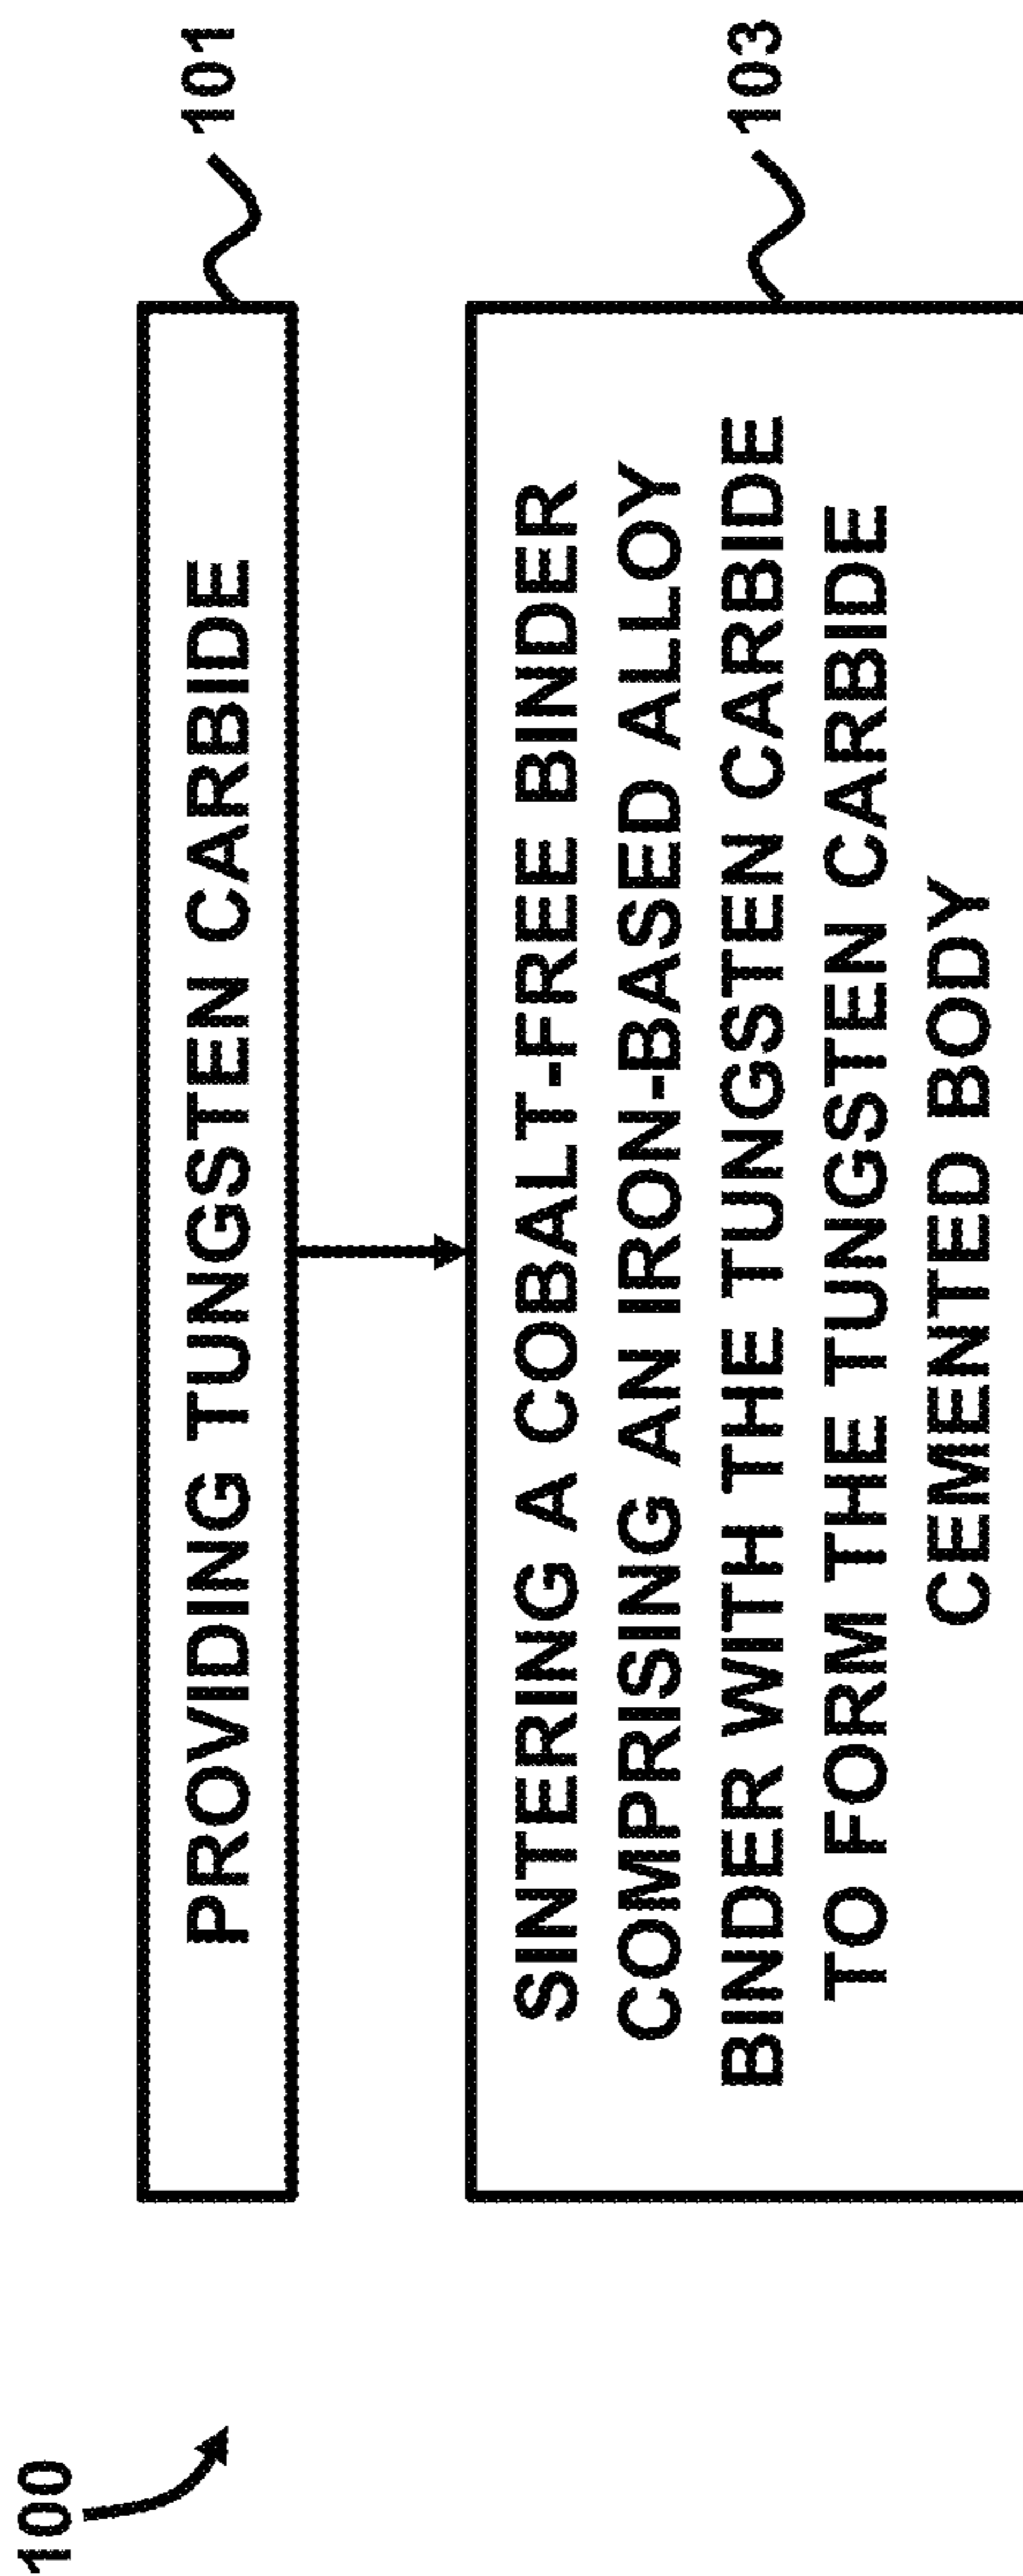 100
PROVIDING TUNGSTEN CARBIDE
101
SINTERING A COBALT-FREE BINDER
COMPRISING AN IRON-BASED ALLOY
BINDER WITH THE TUNGSTEN CARBIDE
TO FORM THE TUNGSTEN CARBIDE
CEMENTED BODY
103